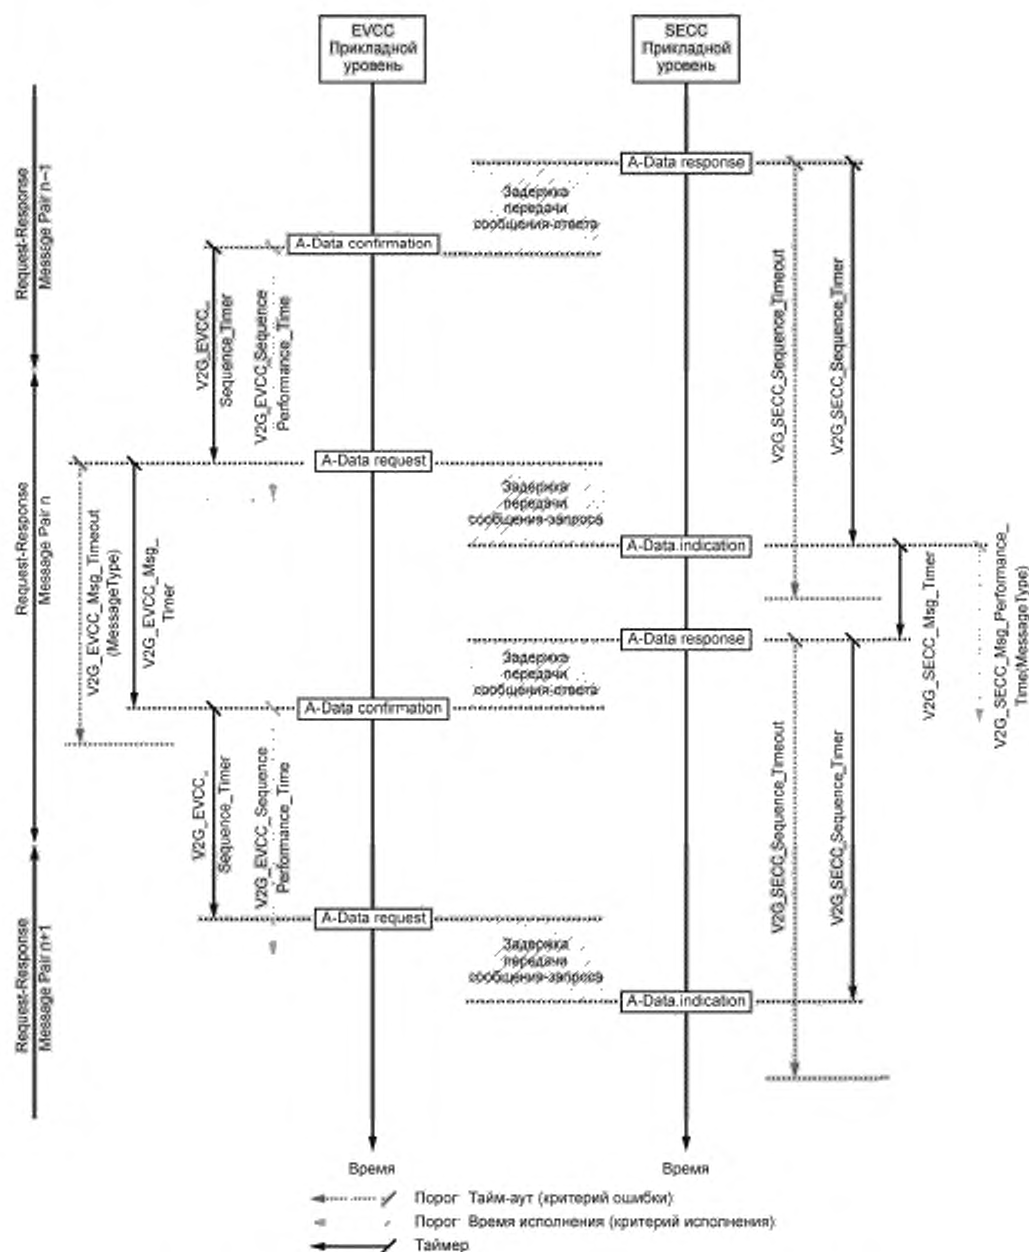 EVCC
Прикладной
уровень
SECC
Прикладной
уровень
Request-Response
Message Pair n–1
A-Data response
Задержка
передачи
сообщения-ответа
A-Data confirmation
V2G_EVCC_
Sequence_Timer
V2G_EVCC_Sequence
Performance_Time
V2G_SECC_Sequence_Timeout
V2G_SECC_Sequence_Timer
Request-Response
Message Pair n
A-Data request
Задержка
передачи
сообщения-запроса
V2G_EVCC_Msg_Timeout
(MessageType)
V2G_EVCC_Msg_
Timer
A-Data.indication
V2G_SECC_Msg_Timer
V2G_SECC_Msg_Performance_
Time(MessageType)
A-Data response
Задержка
передачи
сообщения-ответа
A-Data confirmation
V2G_EVCC_
Sequence_Timer
V2G_EVCC_Sequence
Performance_Time
V2G_SECC_Sequence_Timeout
V2G_SECC_Sequence_Timer
Request-Response
Message Pair n+1
A-Data request
Задержка
передачи
сообщения-запроса
A-Data.indication
Время
Время
Порог Тайм-аут (критерий ошибки)
Порог Время исполнения (критерий исполнения)
Таймер